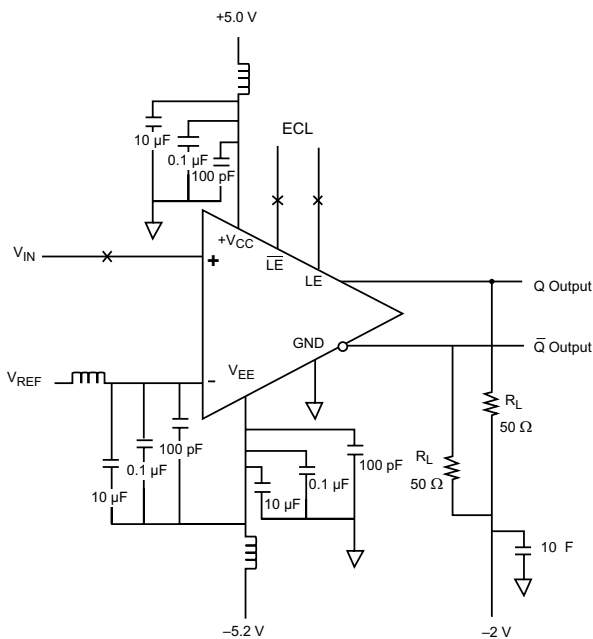 +5.0 V
ECL
10 µF
0.1 µF
100 pF
+VCC
LE
LE
VIN
+
Q Output
GND
Q̅ Output
VREF
-
VEE
RL
50 Ω
100 pF
0.1 µF
10 µF
100 pF
0.1 µF
10 µF
RL
50 Ω
10 F
–5.2 V
–2 V